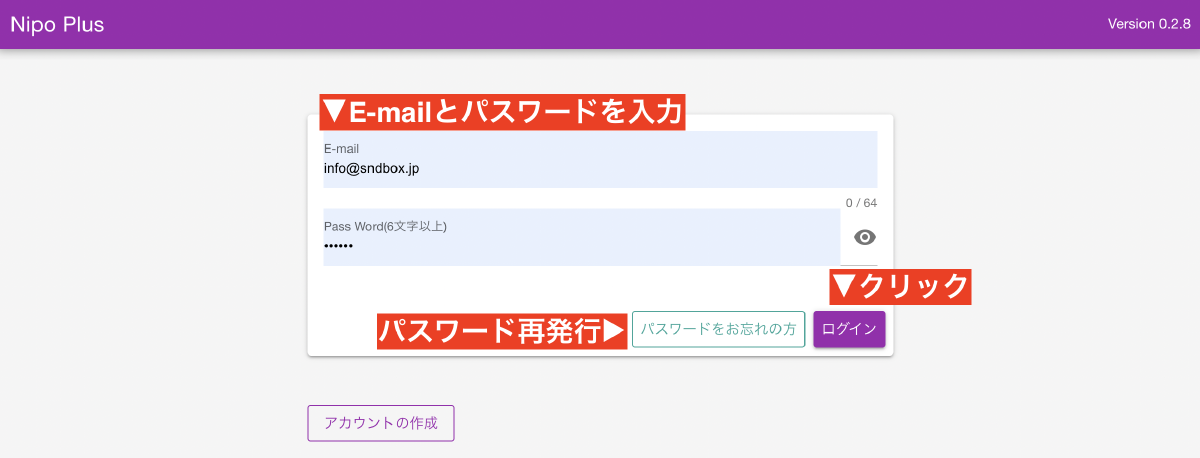 Nipo Plus
Version 0.2.8
▼E-mailとパスワードを入力
E-mail
info@sndbox.jp
0 / 64
Pass Word(6文字以上)
••••••
▼クリック
パスワード再発行▶
パスワードをお忘れの方
ログイン
アカウントの作成